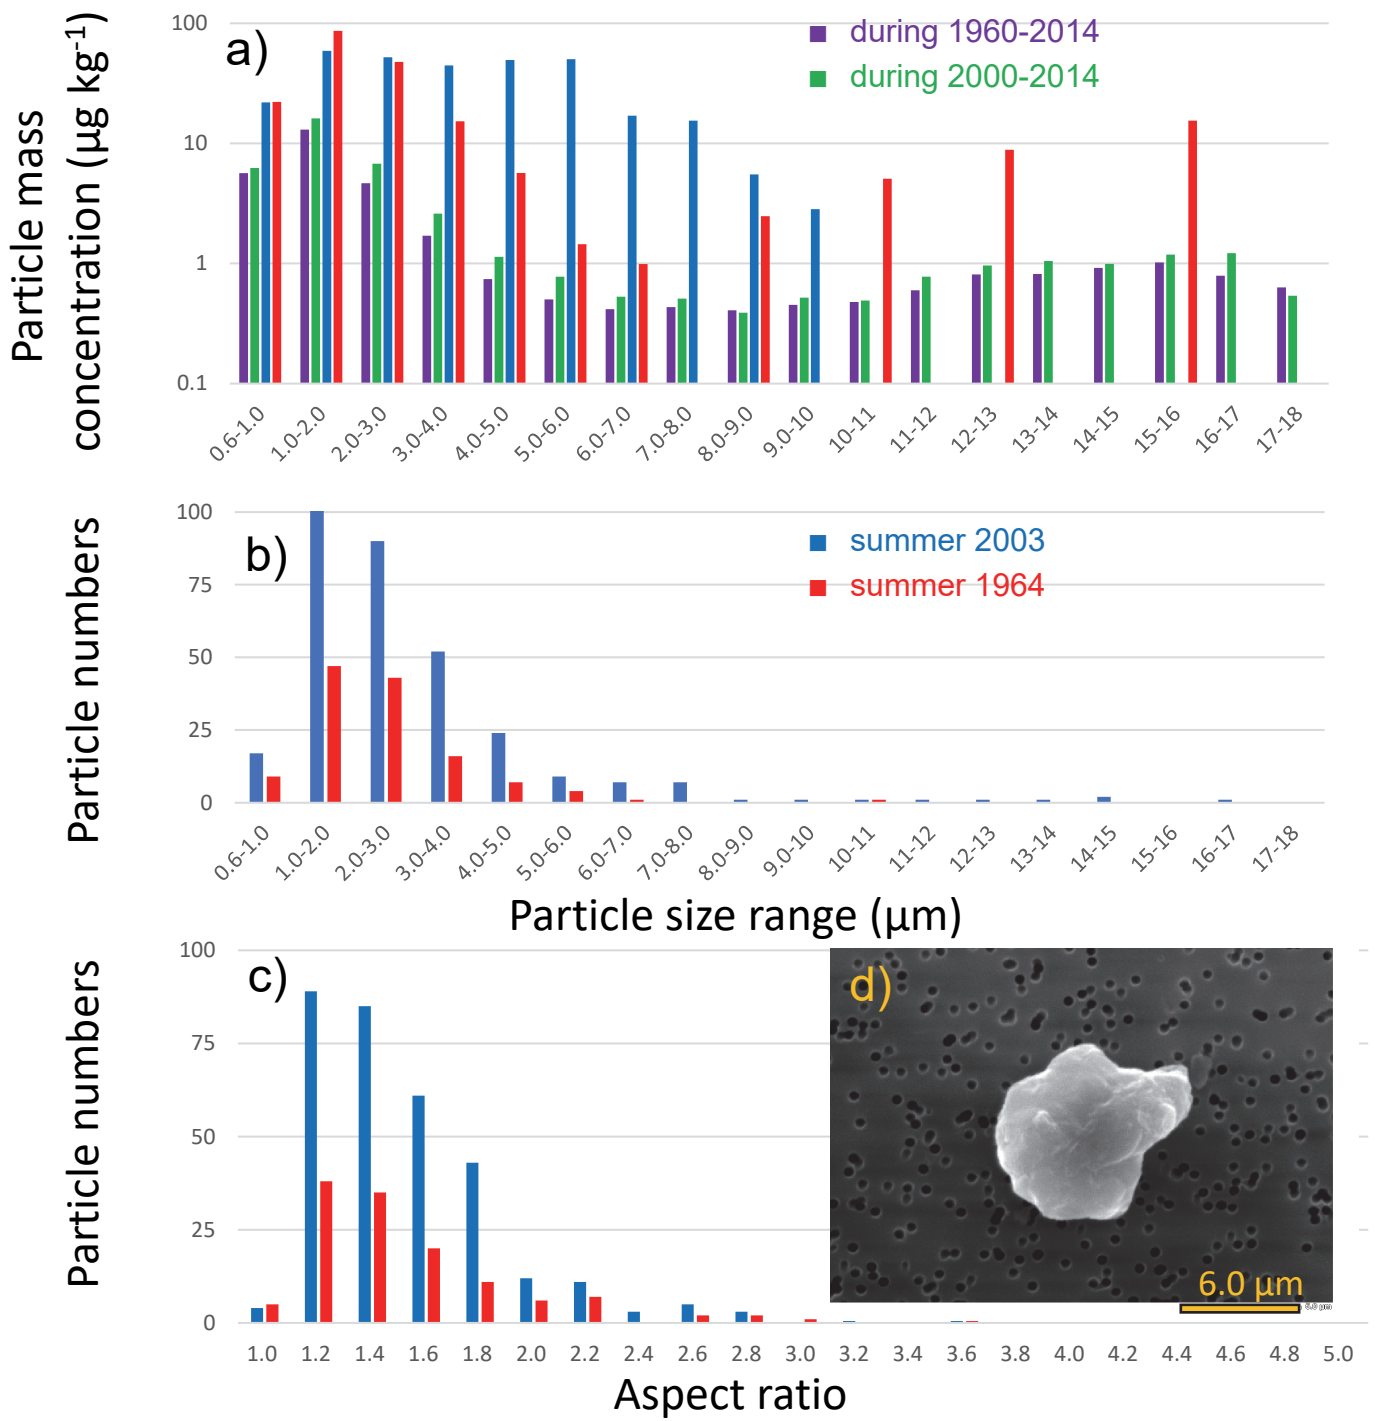 a)
during 1960-2014
during 2000-2014
Particle mass
concentration (µg kg⁻¹)
100
10
1
0.1
0.6-1.0
1.0-2.0
2.0-3.0
3.0-4.0
4.0-5.0
5.0-6.0
6.0-7.0
7.0-8.0
8.0-9.0
9.0-10
10-11
11-12
12-13
13-14
14-15
15-16
16-17
17-18
b)
summer 2003
summer 1964
Particle numbers
100
75
50
25
0
0.6-1.0
1.0-2.0
2.0-3.0
3.0-4.0
4.0-5.0
5.0-6.0
6.0-7.0
7.0-8.0
8.0-9.0
9.0-10
10-11
11-12
12-13
13-14
14-15
15-16
16-17
17-18
Particle size range (µm)
c)
Particle numbers
100
75
50
25
0
1.0 1.2 1.4 1.6 1.8 2.0 2.2 2.4 2.6 2.8 3.0 3.2 3.4 3.6 3.8 4.0 4.2 4.4 4.6 4.8 5.0
Aspect ratio
d)
6.0 µm
6.0 µm